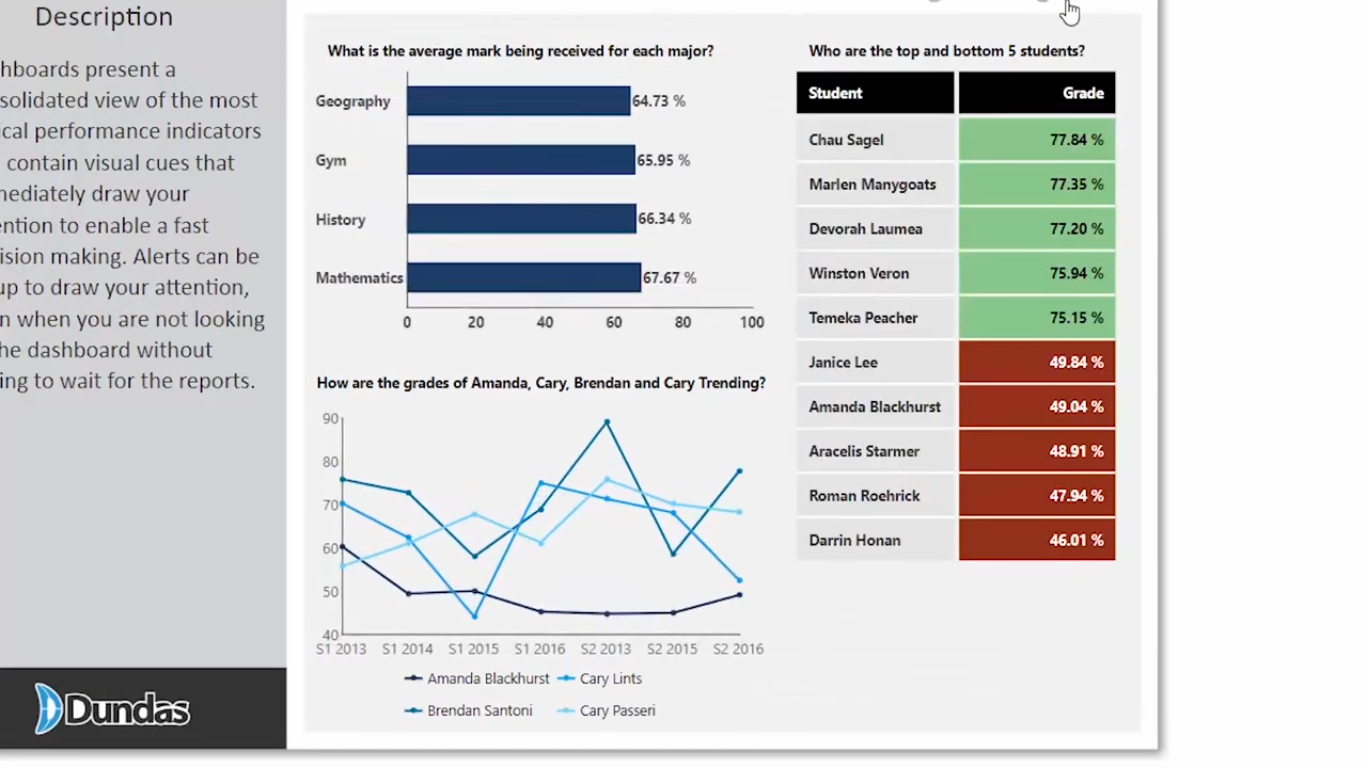 Description
hboards present a
solidated view of the most
ical performance indicators
contain visual cues that
mediately draw your
ention to enable a fast
ision making. Alerts can be
up to draw your attention,
n when you are not looking
he dashboard without
ing to wait for the reports.
Dundas
What is the average mark being received for each major?
Geography 64.73 %
Gym 65.95 %
History 66.34 %
Mathematics 67.67 %
0 20 40 60 80 100
How are the grades of Amanda, Cary, Brendan and Cary Trending?
90
80
70
60
50
40
S1 2013 S1 2014 S1 2015 S1 2016 S2 2013 S2 2015 S2 2016
Amanda Blackhurst Cary Lints
Brendan Santoni Cary Passeri
Who are the top and bottom 5 students?
Student Grade
Chau Sagel 77.84 %
Marlen Manygoats 77.35 %
Devorah Laumea 77.20 %
Winston Veron 75.94 %
Temeka Peacher 75.15 %
Janice Lee 49.84 %
Amanda Blackhurst 49.04 %
Aracelis Starmer 48.91 %
Roman Roehrick 47.94 %
Darrin Honan 46.01 %